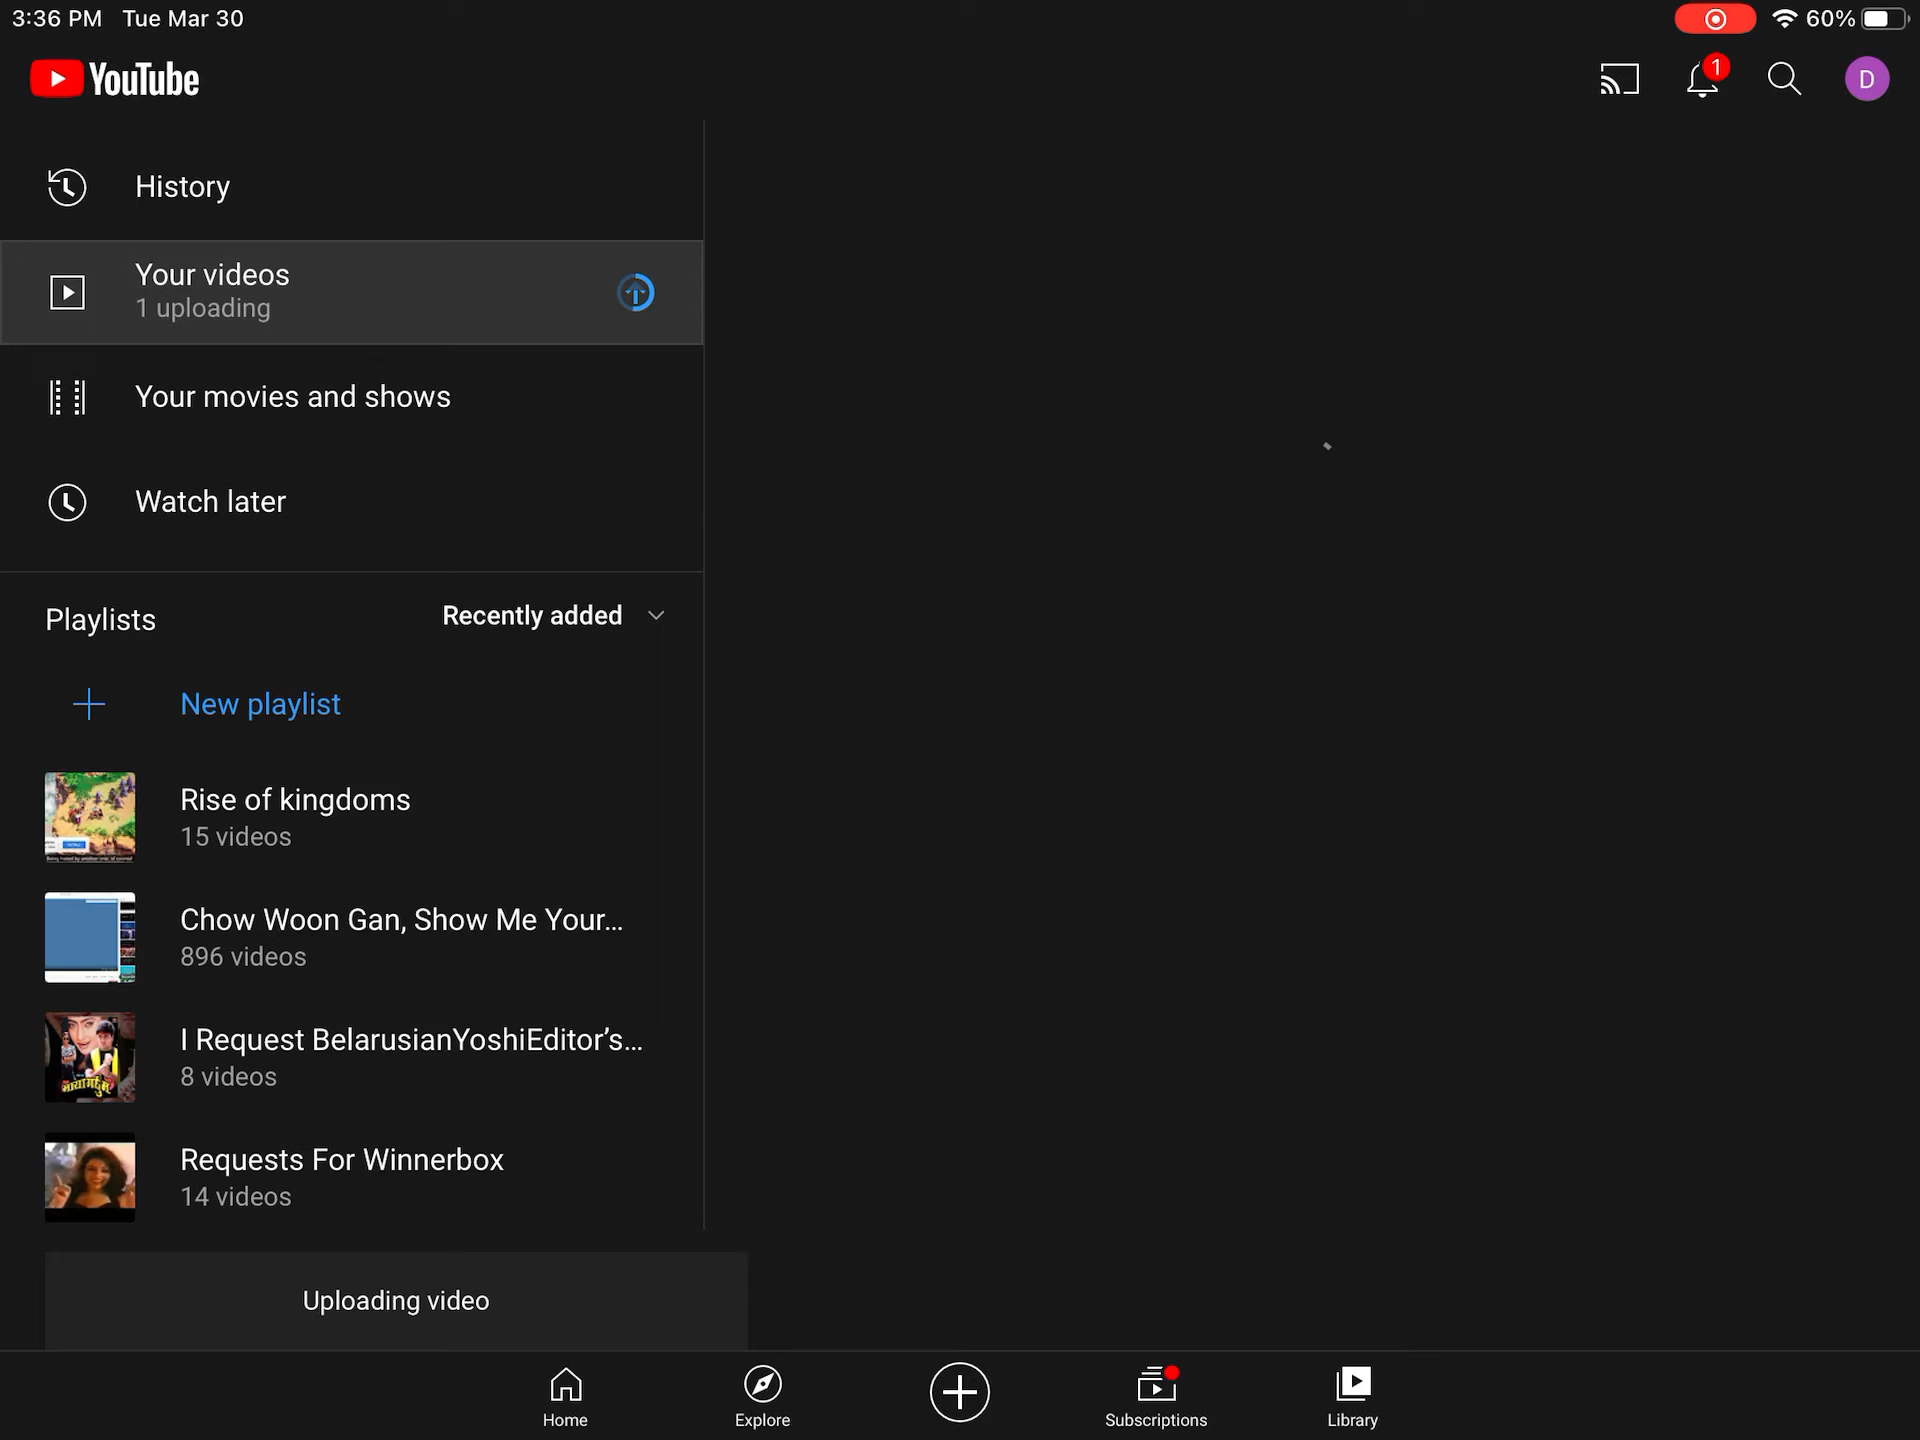 3:36 PM Tue Mar 30
60%
YouTube
1
D
History
Your videos
1 uploading
Your movies and shows
Watch later
Playlists
Recently added
New playlist
Rise of kingdoms
15 videos
Chow Woon Gan, Show Me Your...
896 videos
I Request BelarusianYoshiEditor’s...
8 videos
Requests For Winnerbox
14 videos
Uploading video
Home
Explore
Subscriptions
Library